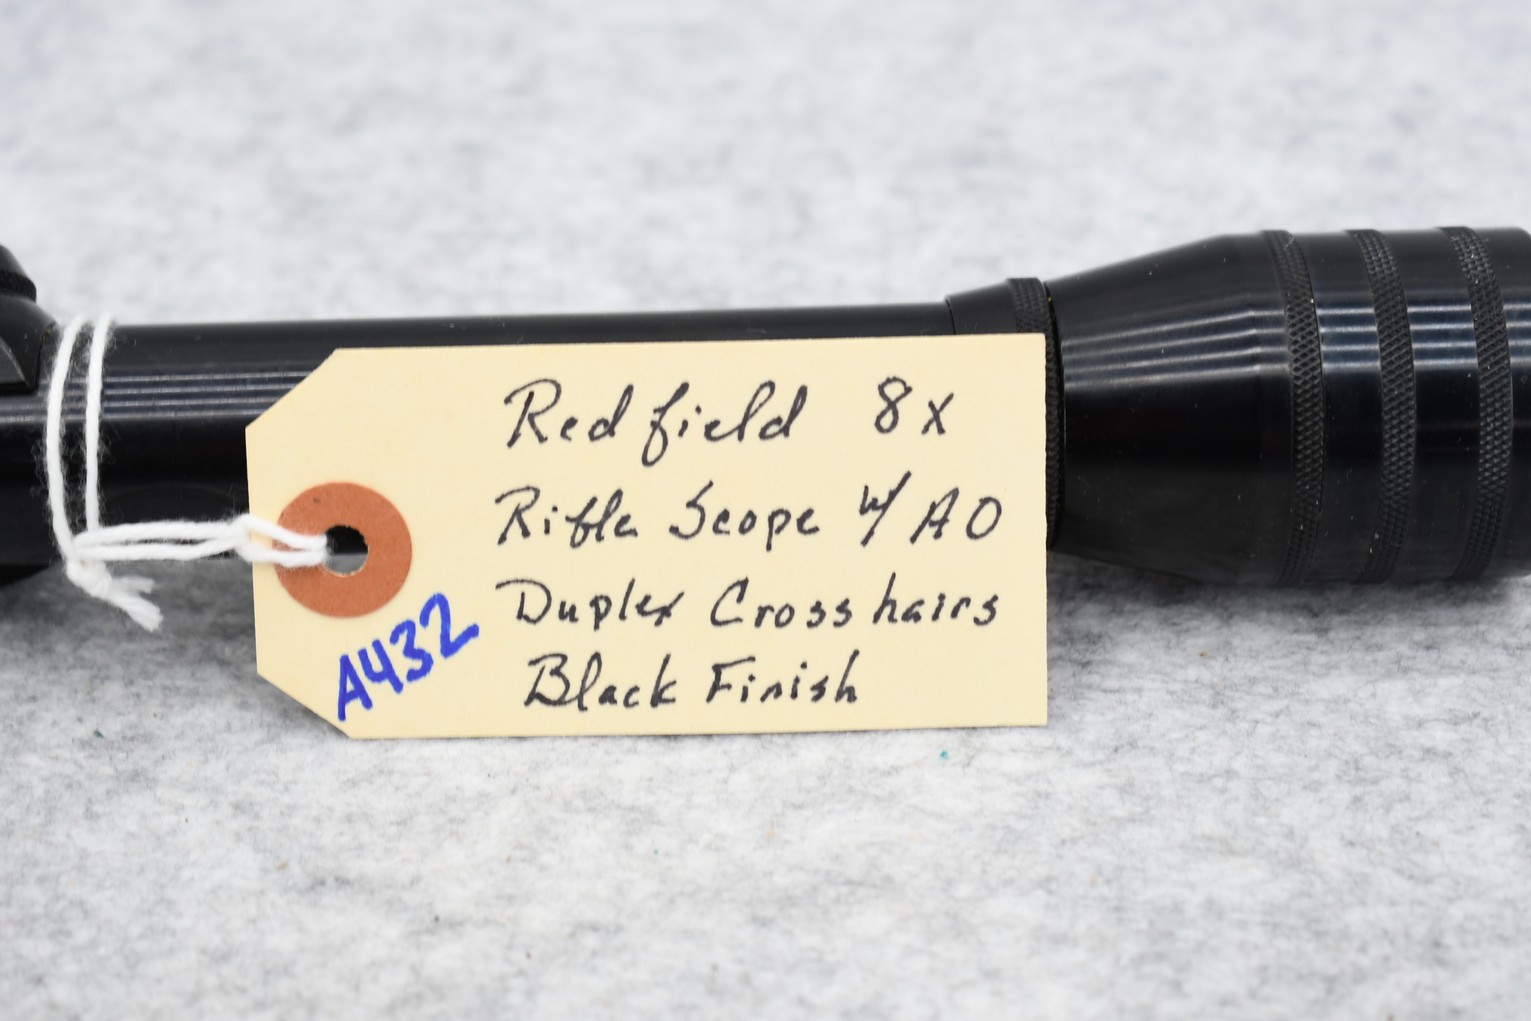 Redfield 8x
Rifle Scope w/ AO
Duplex Crosshairs
Black Finish
A432